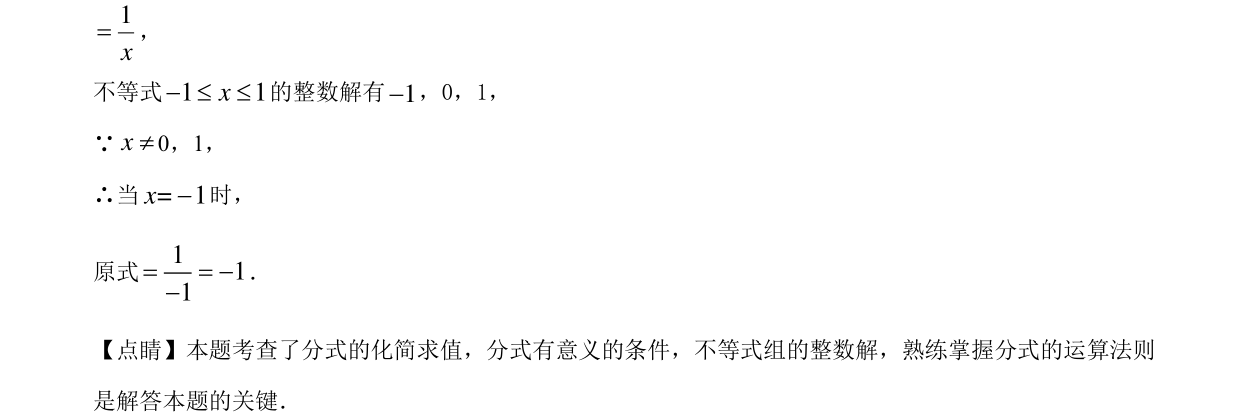 = 1/x，
不等式−1≤x≤1的整数解有−1，0，1，
∵x≠0，1，
∴当x=−1时，
原式= 1/−1 = −1．
【点睛】本题考查了分式的化简求值，分式有意义的条件，不等式组的整数解，熟练掌握分式的运算法则
是解答本题的关键．